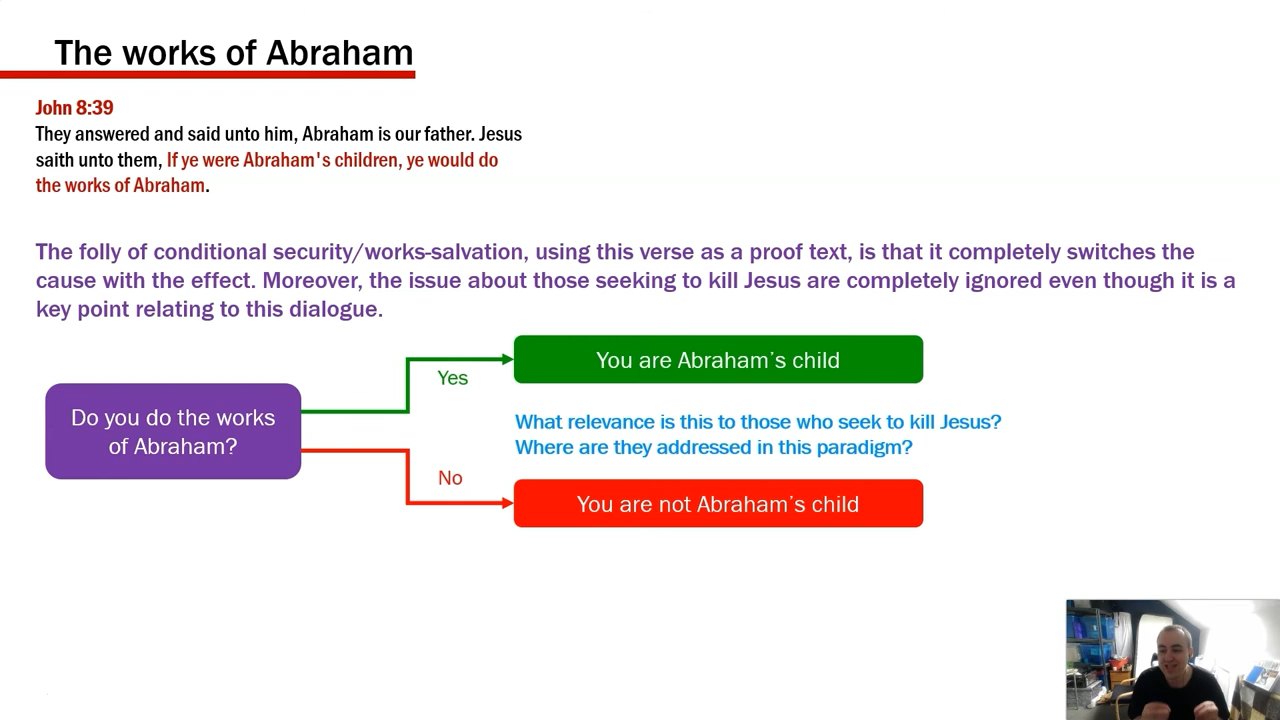 The works of Abraham
John 8:39
They answered and said unto him, Abraham is our father. Jesus
saith unto them, If ye were Abraham's children, ye would do
the works of Abraham.
The folly of conditional security/works-salvation, using this verse as a proof text, is that it completely switches the
cause with the effect. Moreover, the issue about those seeking to kill Jesus are completely ignored even though it is a
key point relating to this dialogue.
Do you do the works
of Abraham?
Yes
You are Abraham's child
What relevance is this to those who seek to kill Jesus?
Where are they addressed in this paradigm?
No
You are not Abraham's child